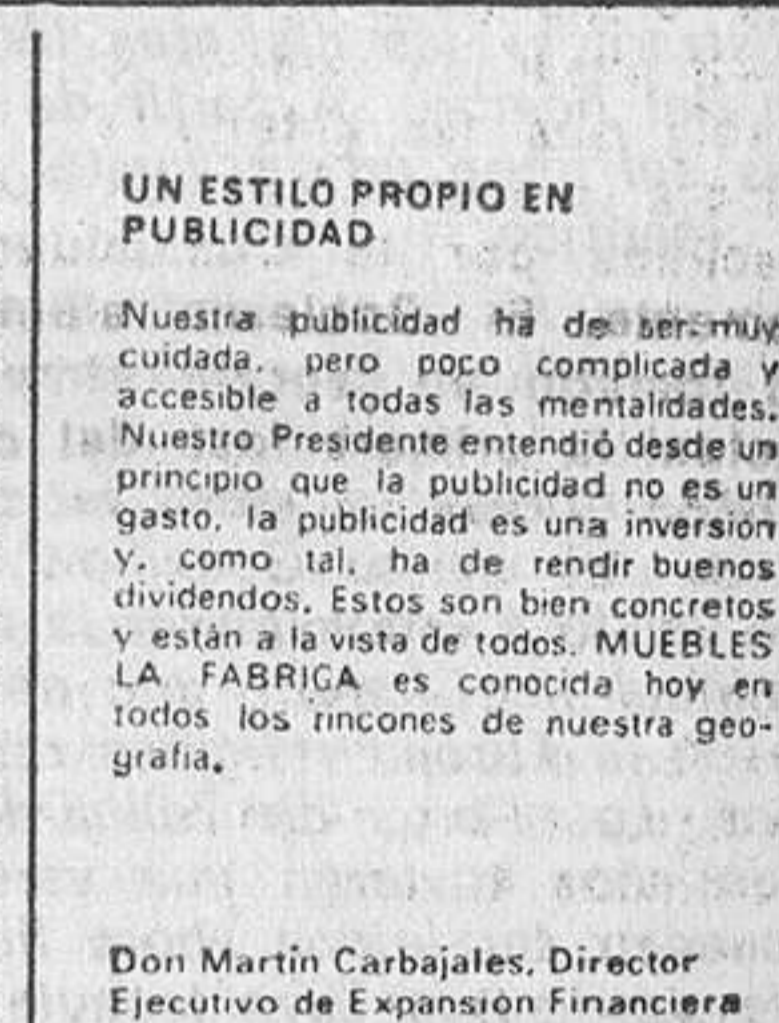 UN ESTILO PROPIO EN
PUBLICIDAD
Nuestra publicidad ha de ser muy
cuidada, pero poco complicada y
accesible a todas las mentalidades.
Nuestro Presidente entendió desde un
principio que la publicidad no es un
gasto, la publicidad es una inversión
y, como tal, ha de rendir buenos
dividendos. Estos son bien concretos
y están a la vista de todos. MUEBLES
LA FABRIGA es conocida hoy en
todos los rincones de nuestra geo-
grafía.
Don Martín Carbajales, Director
Ejecutivo de Expansión Financiera